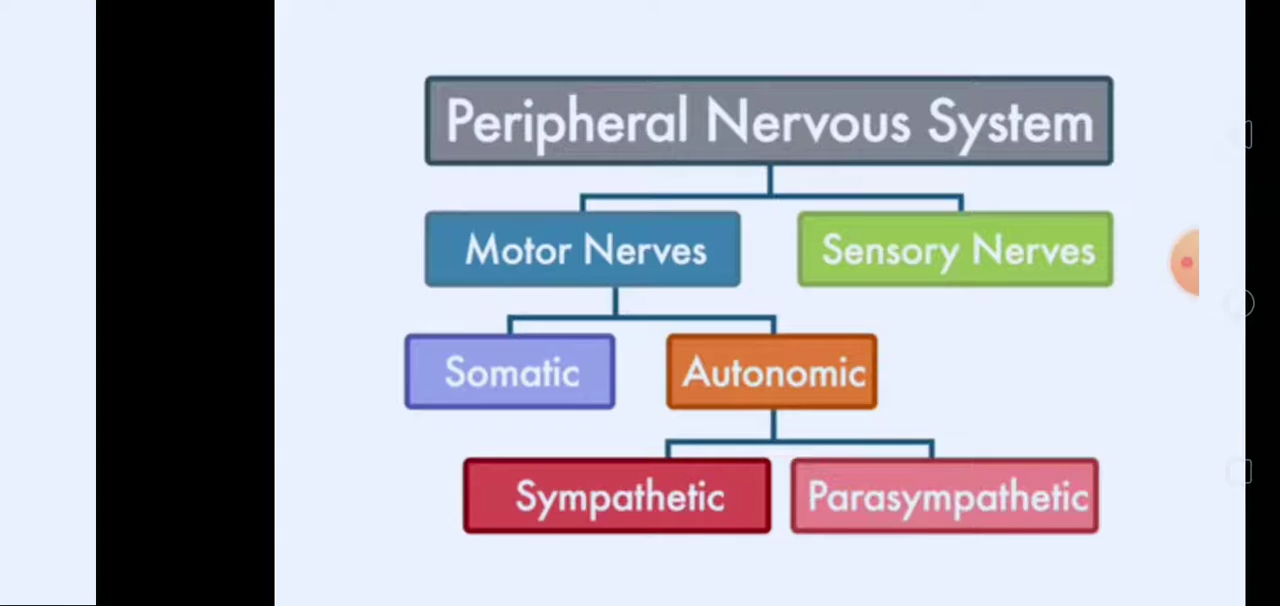 Peripheral Nervous System
Motor Nerves
Sensory Nerves
Somatic
Autonomic
Sympathetic
Parasympathetic